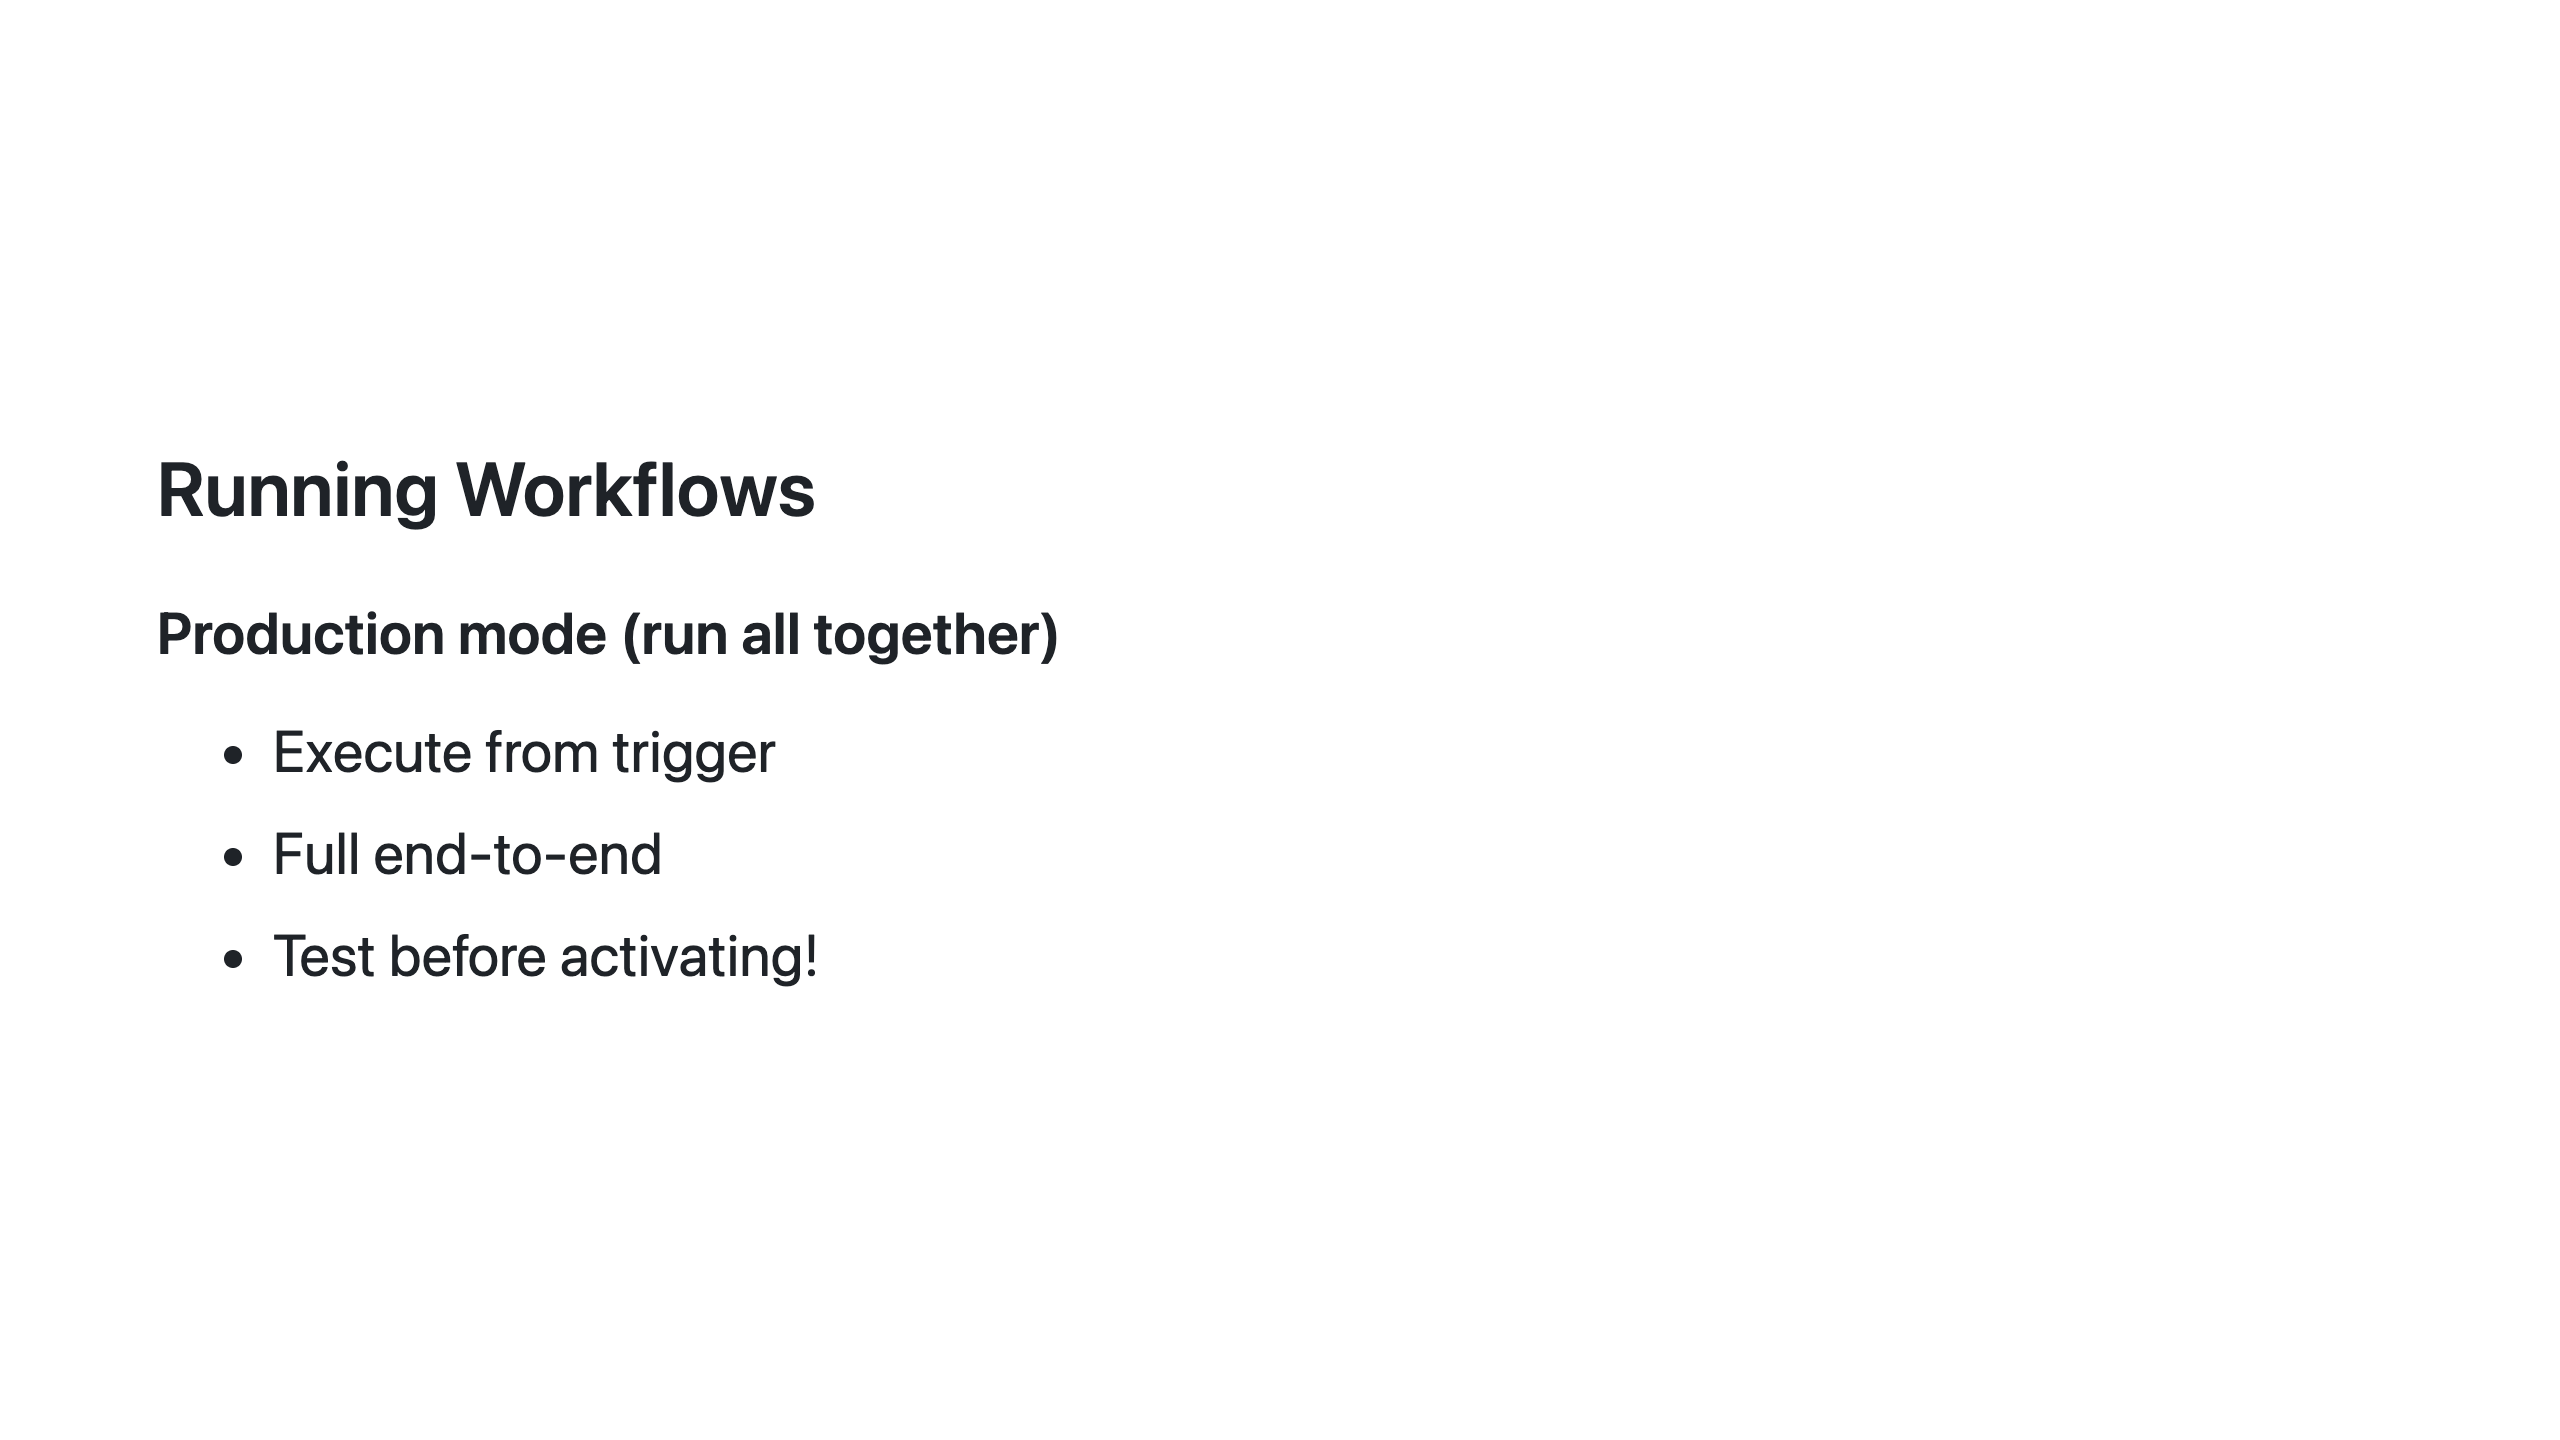 Running Workflows
Production mode (run all together)
• Execute from trigger
• Full end-to-end
• Test before activating!